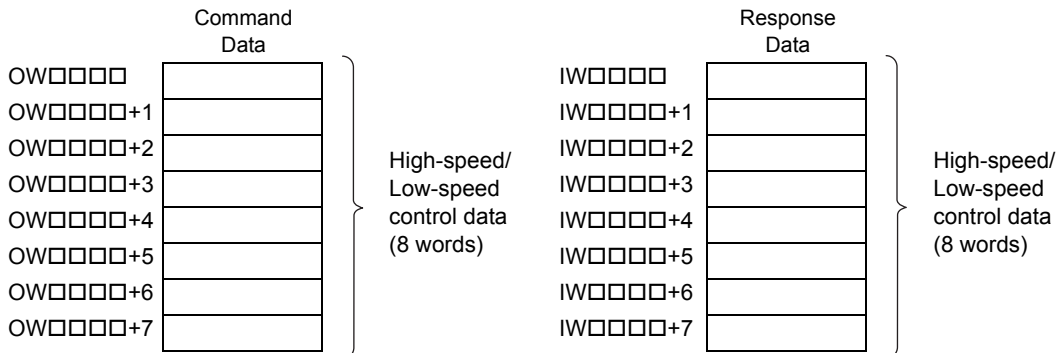 Command
Data
OW□□□□
OW□□□□+1
OW□□□□+2
OW□□□□+3
OW□□□□+4
OW□□□□+5
OW□□□□+6
OW□□□□+7
High-speed/
Low-speed
control data
(8 words)
Response
Data
IW□□□□
IW□□□□+1
IW□□□□+2
IW□□□□+3
IW□□□□+4
IW□□□□+5
IW□□□□+6
IW□□□□+7
High-speed/
Low-speed
control data
(8 words)